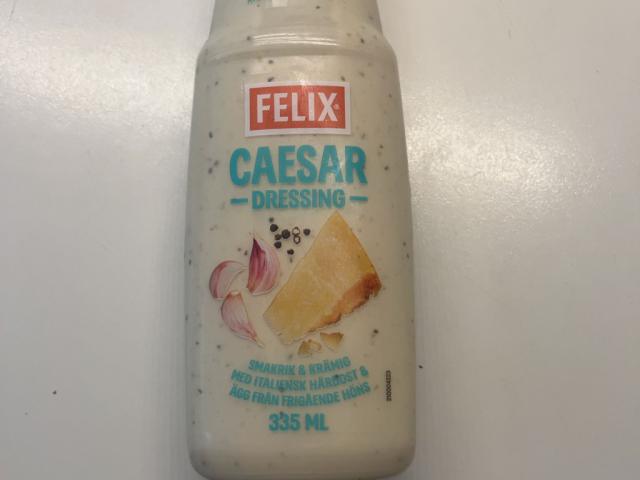 FELIX
CAESAR
DRESSING
SMAKRIK & KRÄMIG
MED ITALIENSK HÅRDOST &
ÄGG FRÅN FRIGÅENDE HÖNS
335 ML